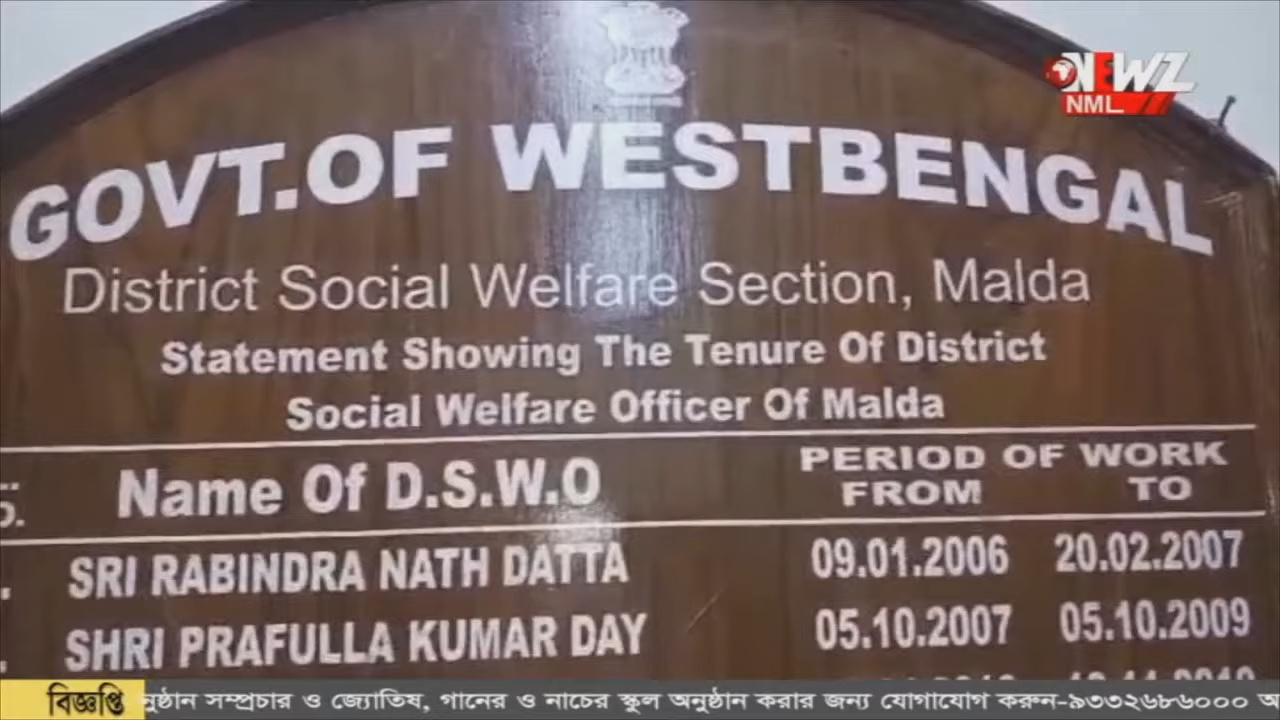 NEWZ
NML
GOVT.OF WESTBENGAL
District Social Welfare Section, Malda
Statement Showing The Tenure Of District
Social Welfare Officer Of Malda
Name Of D.S.W.O PERIOD OF WORK
FROM TO
SRI RABINDRA NATH DATTA 09.01.2006 20.02.2007
SHRI PRAFULLA KUMAR DAY 05.10.2007 05.10.2009
বিজ্ঞপ্তি সম্প্রচার ও জ্যোতিষ, গানের ও নাচের স্কুল অনুষ্ঠান করার জন্য যোগাযোগ করুন-৯৩৩২৬৮৬০০০